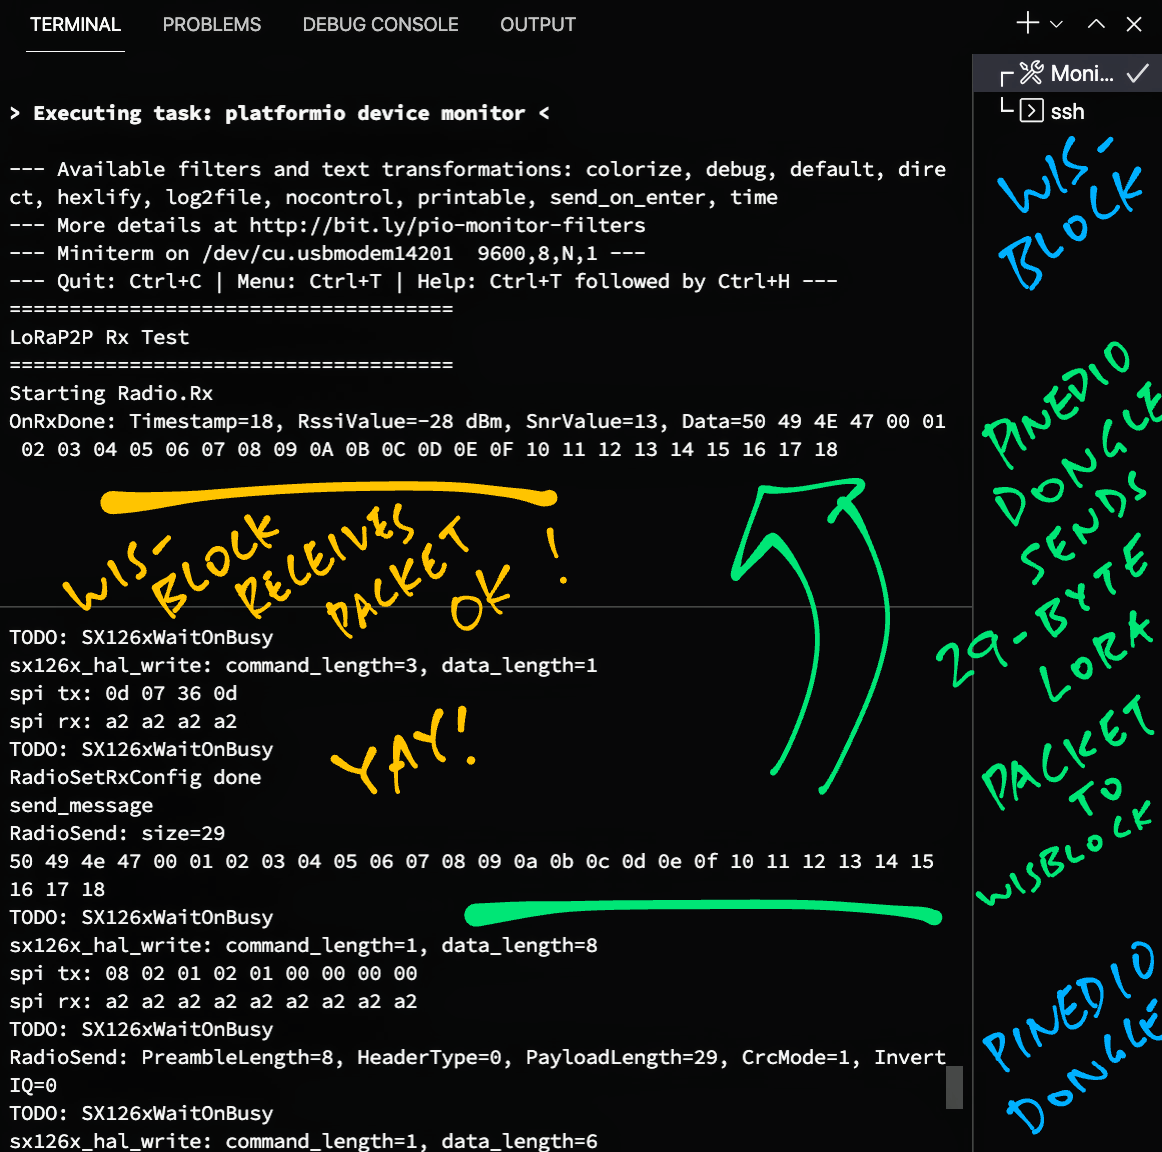 TERMINAL PROBLEMS DEBUG CONSOLE OUTPUT
Moni...
ssh
> Executing task: platformio device monitor <
--- Available filters and text transformations: colorize, debug, default, dire
ct, hexlify, log2file, nocontrol, printable, send_on_enter, time
--- More details at http://bit.ly/pio-monitor-filters
--- Miniterm on /dev/cu.usbmodem14201  9600,8,N,1 ---
--- Quit: Ctrl+C | Menu: Ctrl+T | Help: Ctrl+T followed by Ctrl+H ---
=====================================
LoRaP2P Rx Test
=====================================
Starting Radio.Rx
OnRxDone: Timestamp=18, RssiValue=-28 dBm, SnrValue=13, Data=50 49 4E 47 00 01
02 03 04 05 06 07 08 09 0A 0B 0C 0D 0E 0F 10 11 12 13 14 15 16 17 18
WIS-
BLOCK
RECEIVES
PACKET
OK !
WIS-
BLOCK
PINEDIO
DONGLE
SENDS
29-BYTE
LORA
PACKET
TO
WISBLOCK
TODO: SX126xWaitOnBusy
sx126x_hal_write: command_length=3, data_length=1
spi tx: 0d 07 36 0d
spi rx: a2 a2 a2 a2
TODO: SX126xWaitOnBusy
RadioSetRxConfig done
send_message
RadioSend: size=29
50 49 4e 47 00 01 02 03 04 05 06 07 08 09 0a 0b 0c 0d 0e 0f 10 11 12 13 14 15
16 17 18
TODO: SX126xWaitOnBusy
sx126x_hal_write: command_length=1, data_length=8
spi tx: 08 02 01 02 01 00 00 00 00
spi rx: a2 a2 a2 a2 a2 a2 a2 a2 a2
TODO: SX126xWaitOnBusy
RadioSend: PreambleLength=8, HeaderType=0, PayloadLength=29, CrcMode=1, Invert
IQ=0
TODO: SX126xWaitOnBusy
sx126x_hal_write: command_length=1, data_length=6
YAY!
PINEDIO
DONGLE